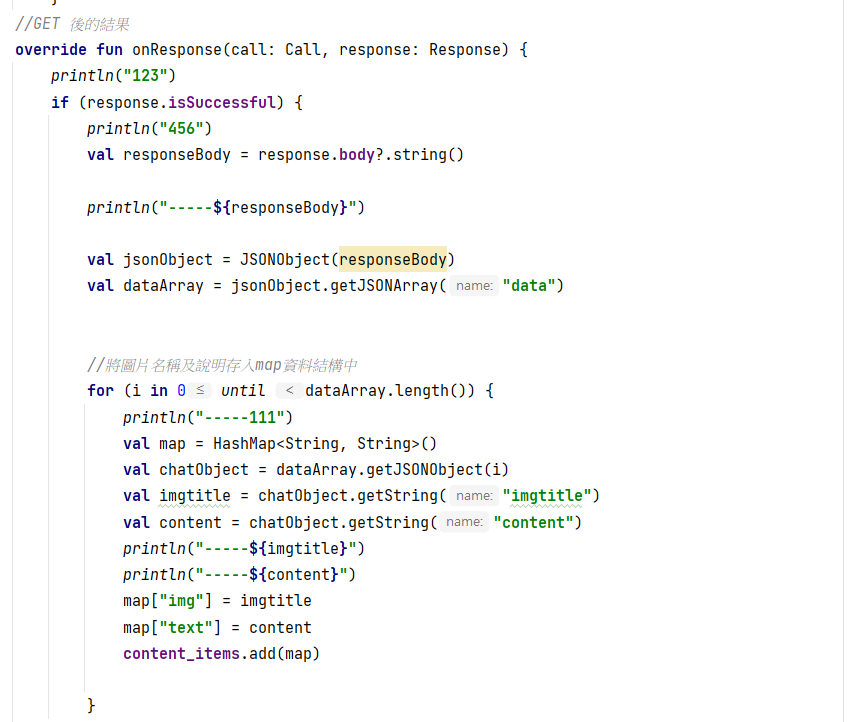 }
//GET 後的結果
override fun onResponse(call: Call, response: Response) {
println("123")
if (response.isSuccessful) {
println("456")
val responseBody = response.body?.string()
println("-----${responseBody}")
val jsonObject = JSONObject(responseBody)
val dataArray = jsonObject.getJSONArray( name: "data")
//將圖片名稱及說明存入map資料結構中
for (i in 0 ≤ until < dataArray.length()) {
println("-----111")
val map = HashMap<String, String>()
val chatObject = dataArray.getJSONObject(i)
val imgtitle = chatObject.getString( name: "imgtitle")
val content = chatObject.getString( name: "content")
println("-----${imgtitle}")
println("-----${content}")
map["img"] = imgtitle
map["text"] = content
content_items.add(map)
}